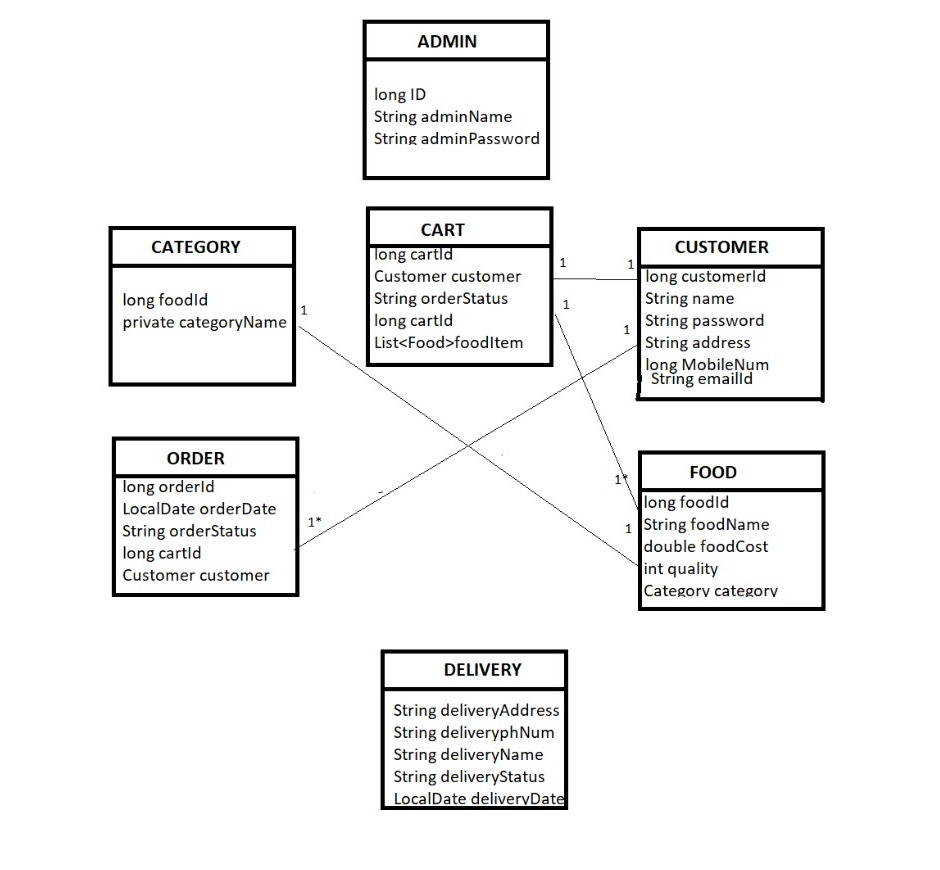 ADMIN
long ID
String adminName
String adminPassword
CATEGORY
long foodId
private categoryName
1
CART
long cartId
Customer customer
String orderStatus
long cartId
List<Food>foodItem
1
1
1
1
CUSTOMER
long customerId
String name
String password
String address
long MobileNum
String emailId
ORDER
long orderId
LocalDate orderDate
String orderStatus
long cartId
Customer customer
1*
1*
1
FOOD
long foodId
String foodName
double foodCost
int quality
Category category
DELIVERY
String deliveryAddress
String deliveryphNum
String deliveryName
String deliveryStatus
LocalDate deliveryDate